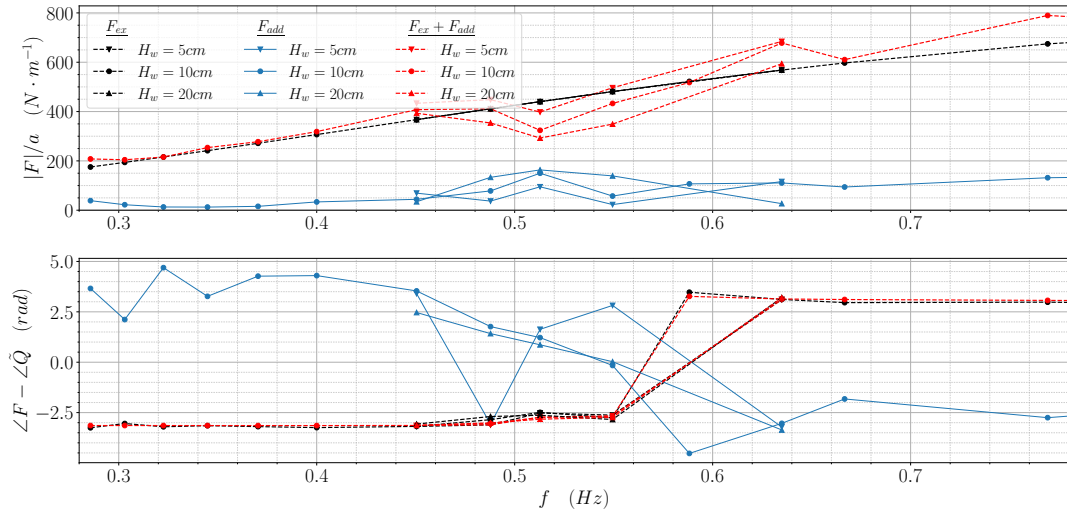 800
600
400
200
0
|F|/a (N · m⁻¹)
F_ex F_add F_ex + F_add
H_w = 5cm H_w = 5cm H_w = 5cm
H_w = 10cm H_w = 10cm H_w = 10cm
H_w = 20cm H_w = 20cm H_w = 20cm
0.3 0.4 0.5 0.6 0.7
5.0
2.5
0.0
−2.5
∠F − ∠Q̃ (rad)
0.3 0.4 0.5 0.6 0.7
f (Hz)